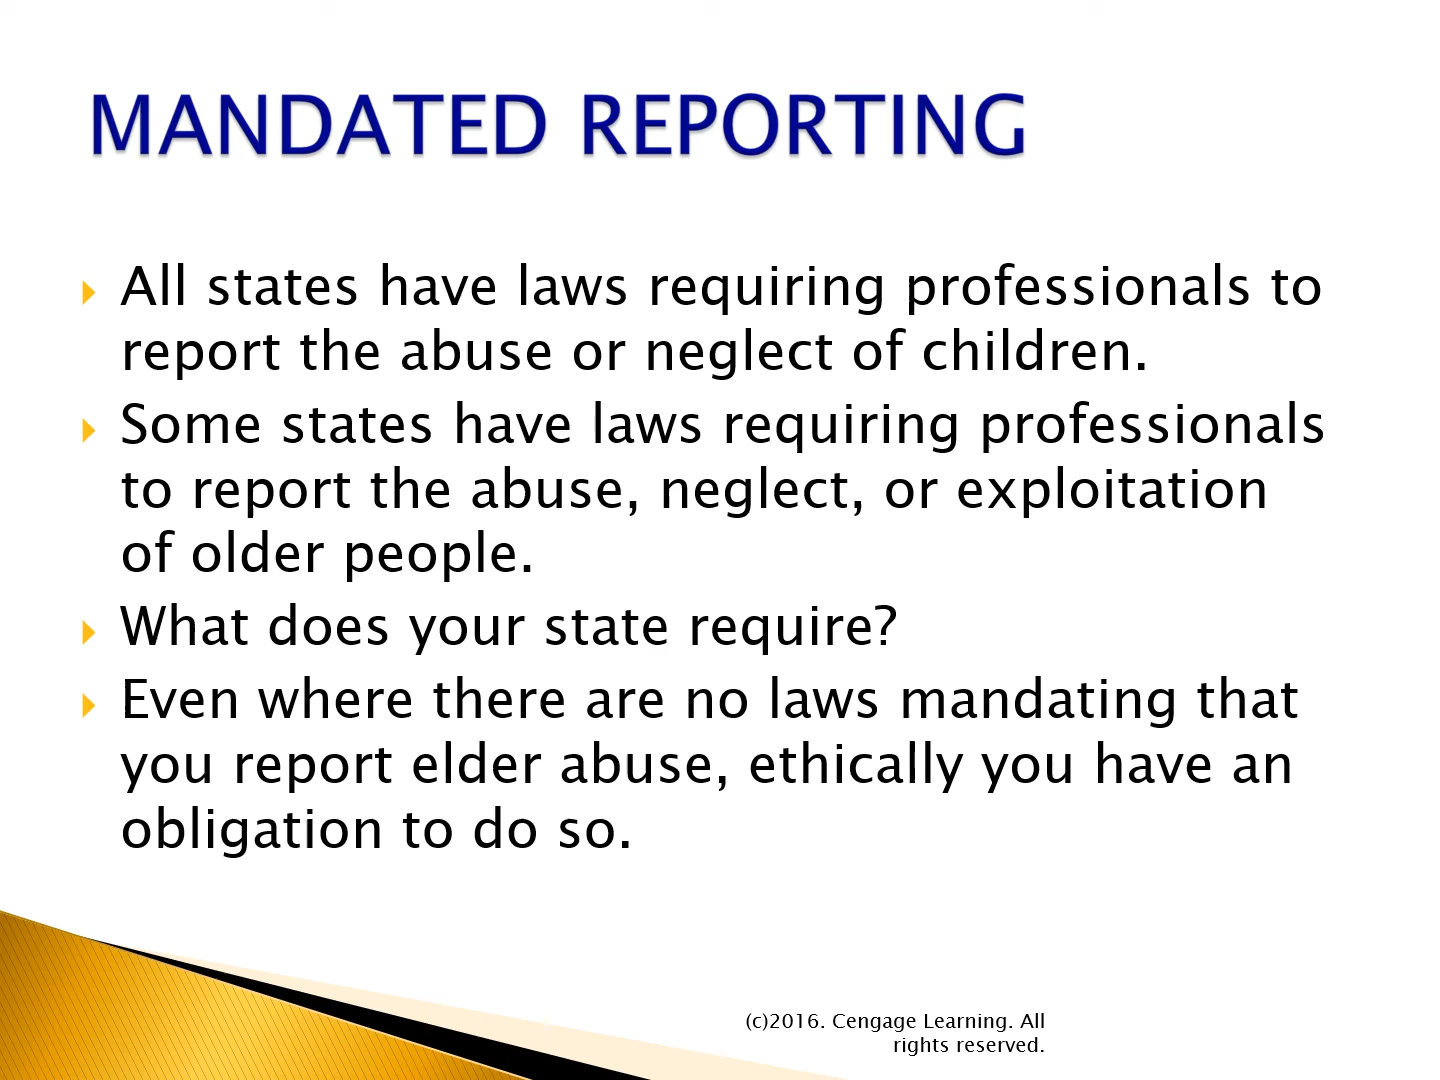 MANDATED REPORTING
All states have laws requiring professionals to
report the abuse or neglect of children.
Some states have laws requiring professionals
to report the abuse, neglect, or exploitation
of older people.
What does your state require?
Even where there are no laws mandating that
you report elder abuse, ethically you have an
obligation to do so.
(c)2016. Cengage Learning. All
rights reserved.